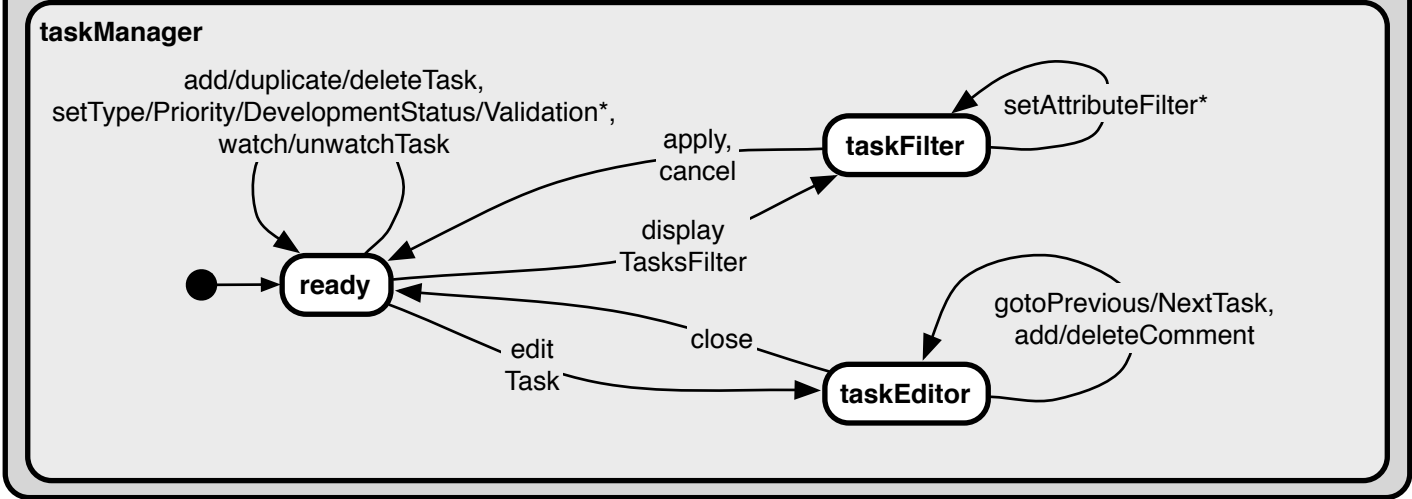 taskManager
add/duplicate/deleteTask,
setType/Priority/DevelopmentStatus/Validation*,
watch/unwatchTask
setAttributeFilter*
apply,
cancel
taskFilter
display
TasksFilter
ready
gotoPrevious/NextTask,
add/deleteComment
close
edit
Task
taskEditor